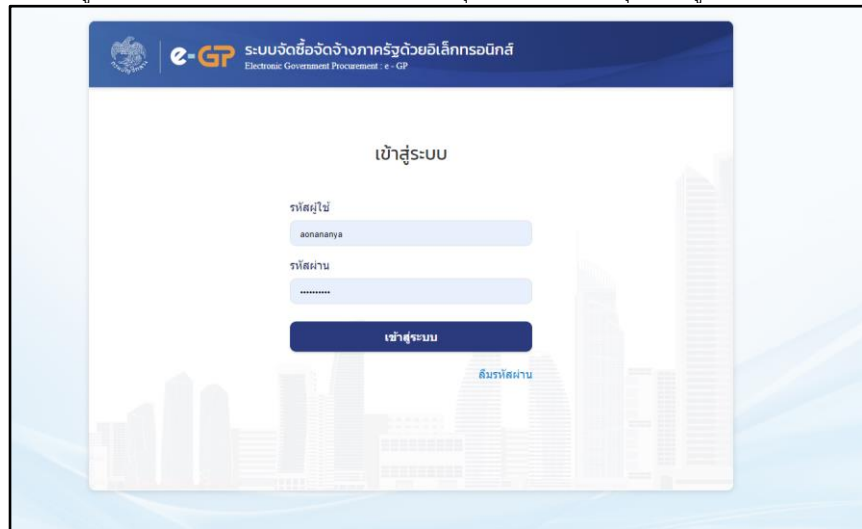 e-GP ระบบจัดซื้อจัดจ้างภาครัฐด้วยอิเล็กทรอนิกส์
Electronic Government Procurement : e - GP
เข้าสู่ระบบ
รหัสผู้ใช้
aonananya
รหัสผ่าน
••••••••••
เข้าสู่ระบบ
ลืมรหัสผ่าน